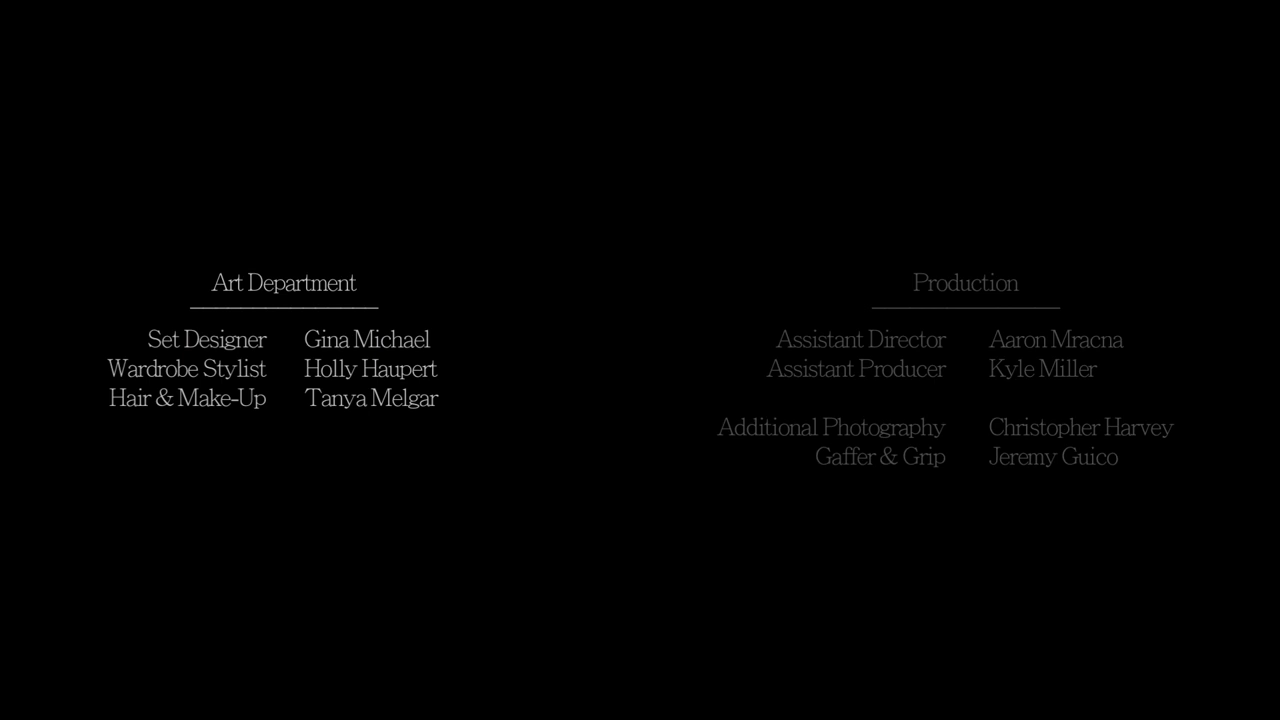 Art Department
Set Designer Gina Michael
Wardrobe Stylist Holly Haupert
Hair & Make-Up Tanya Melgar
Production
Assistant Director Aaron Mracna
Assistant Producer Kyle Miller
Additional Photography Christopher Harvey
Gaffer & Grip Jeremy Guico